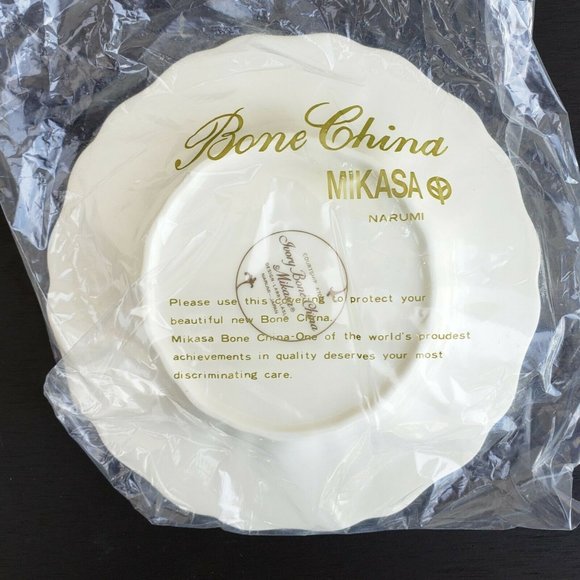 Bone China
MIKASA
NARUMI
Ivory Bone China
by Mikasa
Please use this covering to protect your
beautiful new Bone China.
Mikasa Bone China-One of the world's proudest
achievements in quality deserves your most
discriminating care.